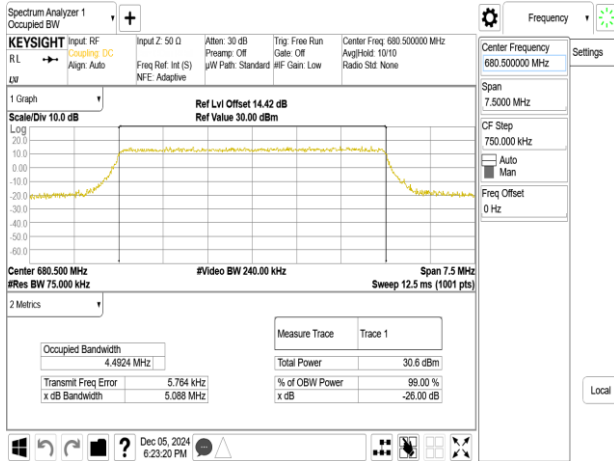 Spectrum Analyzer 1
Occupied BW
Frequency
KEYSIGHT
RL
LXI
Input: RF
Coupling: DC
Align: Auto
Input Z: 50 Ω
Freq Ref: Int (S)
NFE: Adaptive
Atten: 30 dB
Preamp: Off
µW Path: Standard
Trig: Free Run
Gate: Off
#IF Gain: Low
Center Freq: 680.500000 MHz
Avg|Hold: 10/10
Radio Std: None
Center Frequency
680.500000 MHz
Settings
Span
7.5000 MHz
CF Step
750.000 kHz
Auto
Man
Freq Offset
0 Hz
Local
1 Graph
Scale/Div 10.0 dB
Ref Lvl Offset 14.42 dB
Ref Value 30.00 dBm
Log
20.0
10.0
0.00
-10.0
-20.0
-30.0
-40.0
-50.0
-60.0
Center 680.500 MHz
#Video BW 240.00 kHz
Span 7.5 MHz
#Res BW 75.000 kHz
Sweep 12.5 ms (1001 pts)
2 Metrics
Occupied Bandwidth
4.4924 MHz
Transmit Freq Error 5.764 kHz
x dB Bandwidth 5.088 MHz
Measure Trace Trace 1
Total Power 30.6 dBm
% of OBW Power 99.00 %
x dB -26.00 dB
?
Dec 05, 2024
6:23:20 PM